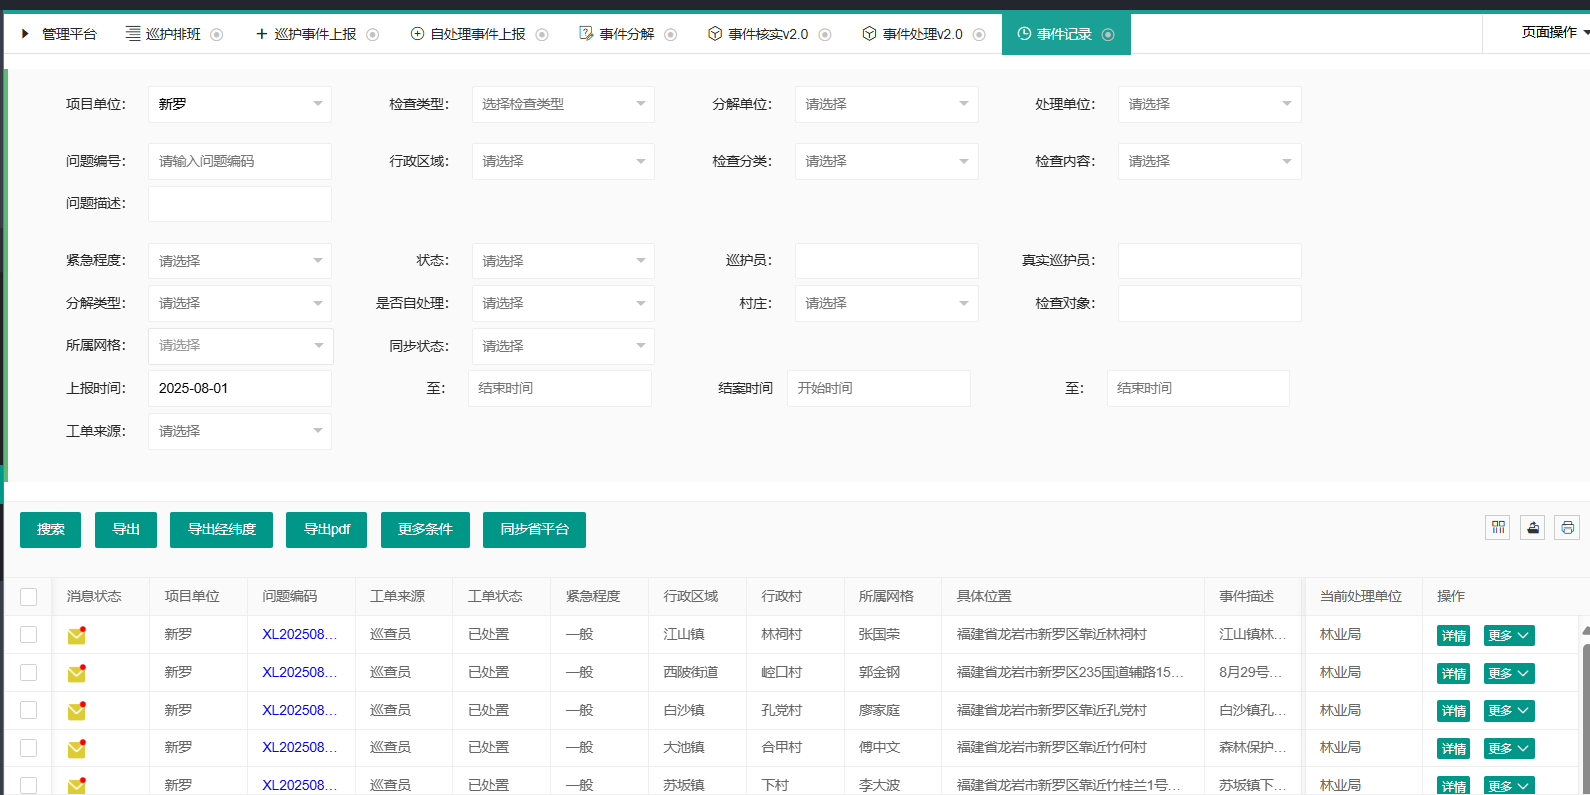 管理平台 巡护排班 巡护事件上报 自处理事件上报 事件分解 事件核实v2.0 事件处理v2.0 事件记录 页面操作
项目单位： 新罗 检查类型： 选择检查类型 分解单位： 请选择 处理单位： 请选择
问题编号： 请输入问题编码 行政区域： 请选择 检查分类： 请选择 检查内容： 请选择
问题描述：
紧急程度： 请选择 状态： 请选择 巡护员： 真实巡护员：
分解类型： 请选择 是否自处理： 请选择 村庄： 请选择 检查对象：
所属网格： 请选择 同步状态： 请选择
上报时间： 2025-08-01 至： 结束时间 结案时间 开始时间 至： 结束时间
工单来源： 请选择
搜索 导出 导出经纬度 导出pdf 更多条件 同步省平台
消息状态 项目单位 问题编码 工单来源 工单状态 紧急程度 行政区域 行政村 所属网格 具体位置 事件描述 当前处理单位 操作
新罗 XL202508... 巡查员 已处置 一般 江山镇 林祠村 张国荣 福建省龙岩市新罗区靠近林祠村 江山镇林... 林业局 详情 更多
新罗 XL202508... 巡查员 已处置 一般 西陂街道 崆口村 郭金钢 福建省龙岩市新罗区235国道辅路15... 8月29号... 林业局 详情 更多
新罗 XL202508... 巡查员 已处置 一般 白沙镇 孔党村 廖家庭 福建省龙岩市新罗区靠近孔党村 白沙镇孔... 林业局 详情 更多
新罗 XL202508... 巡查员 已处置 一般 大池镇 合甲村 傅中文 福建省龙岩市新罗区靠近竹何村 森林保护... 林业局 详情 更多
新罗 XL202508... 巡查员 已处置 一般 苏坂镇 下村 李大波 福建省龙岩市新罗区靠近竹桂兰1号... 苏坂镇下... 林业局 详情 更多